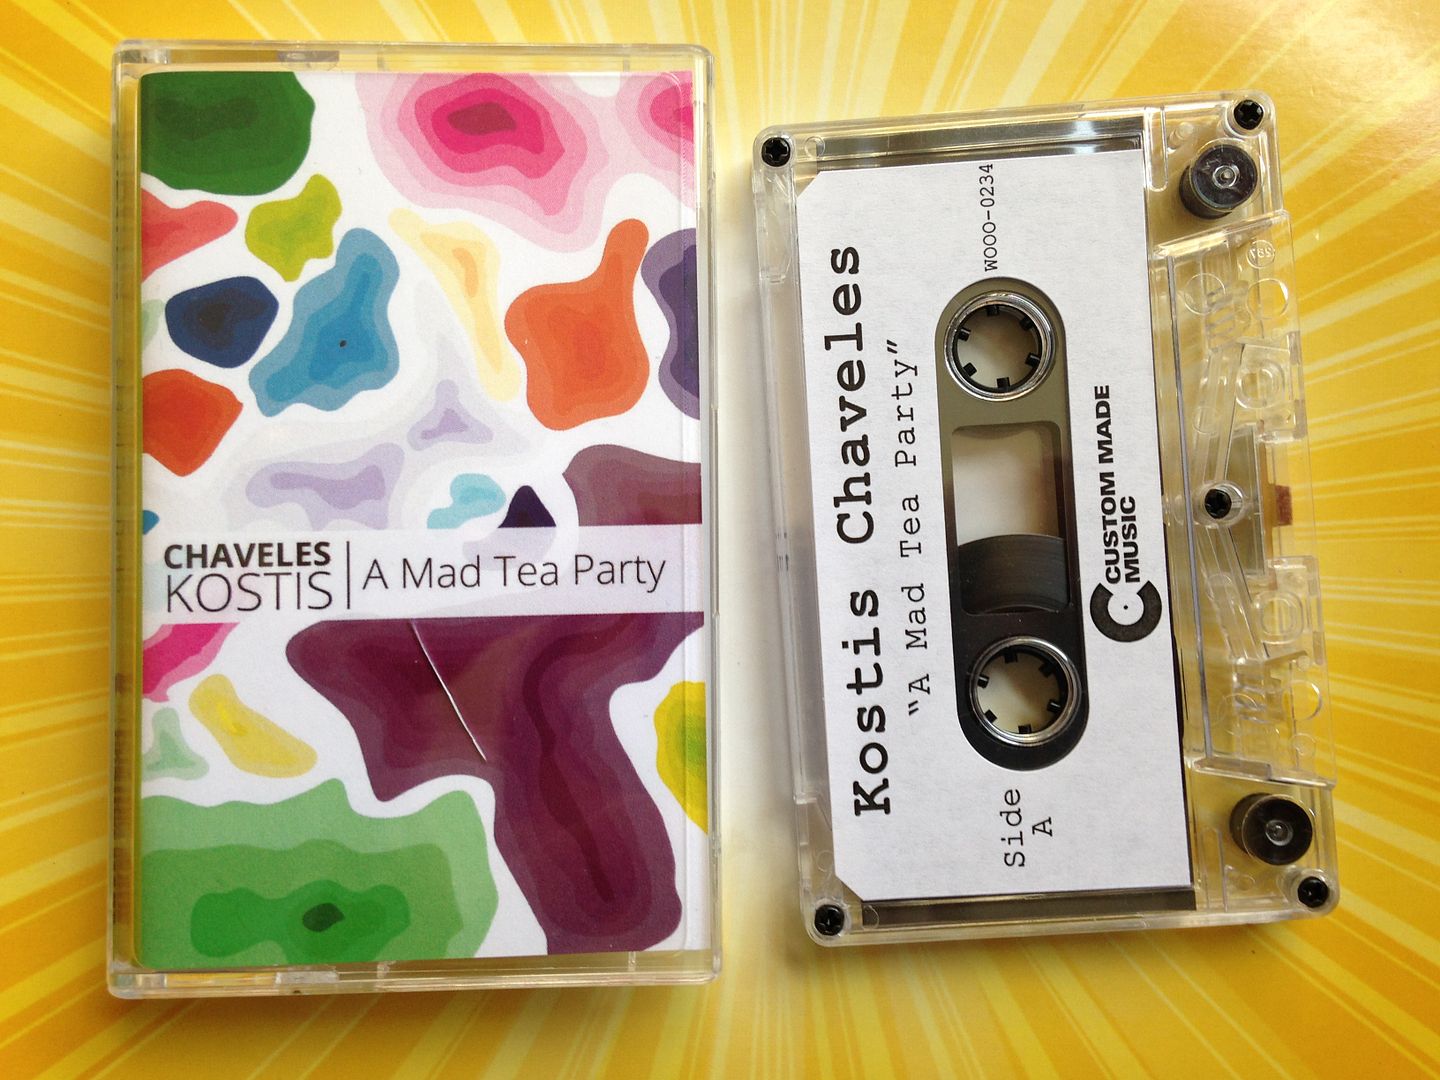 CHAVELES
KOSTIS
A Mad Tea Party
Kostis Chaveles
“A Mad Tea Party”
W000-0234
Side
A
CUSTOM MADE
MUSIC